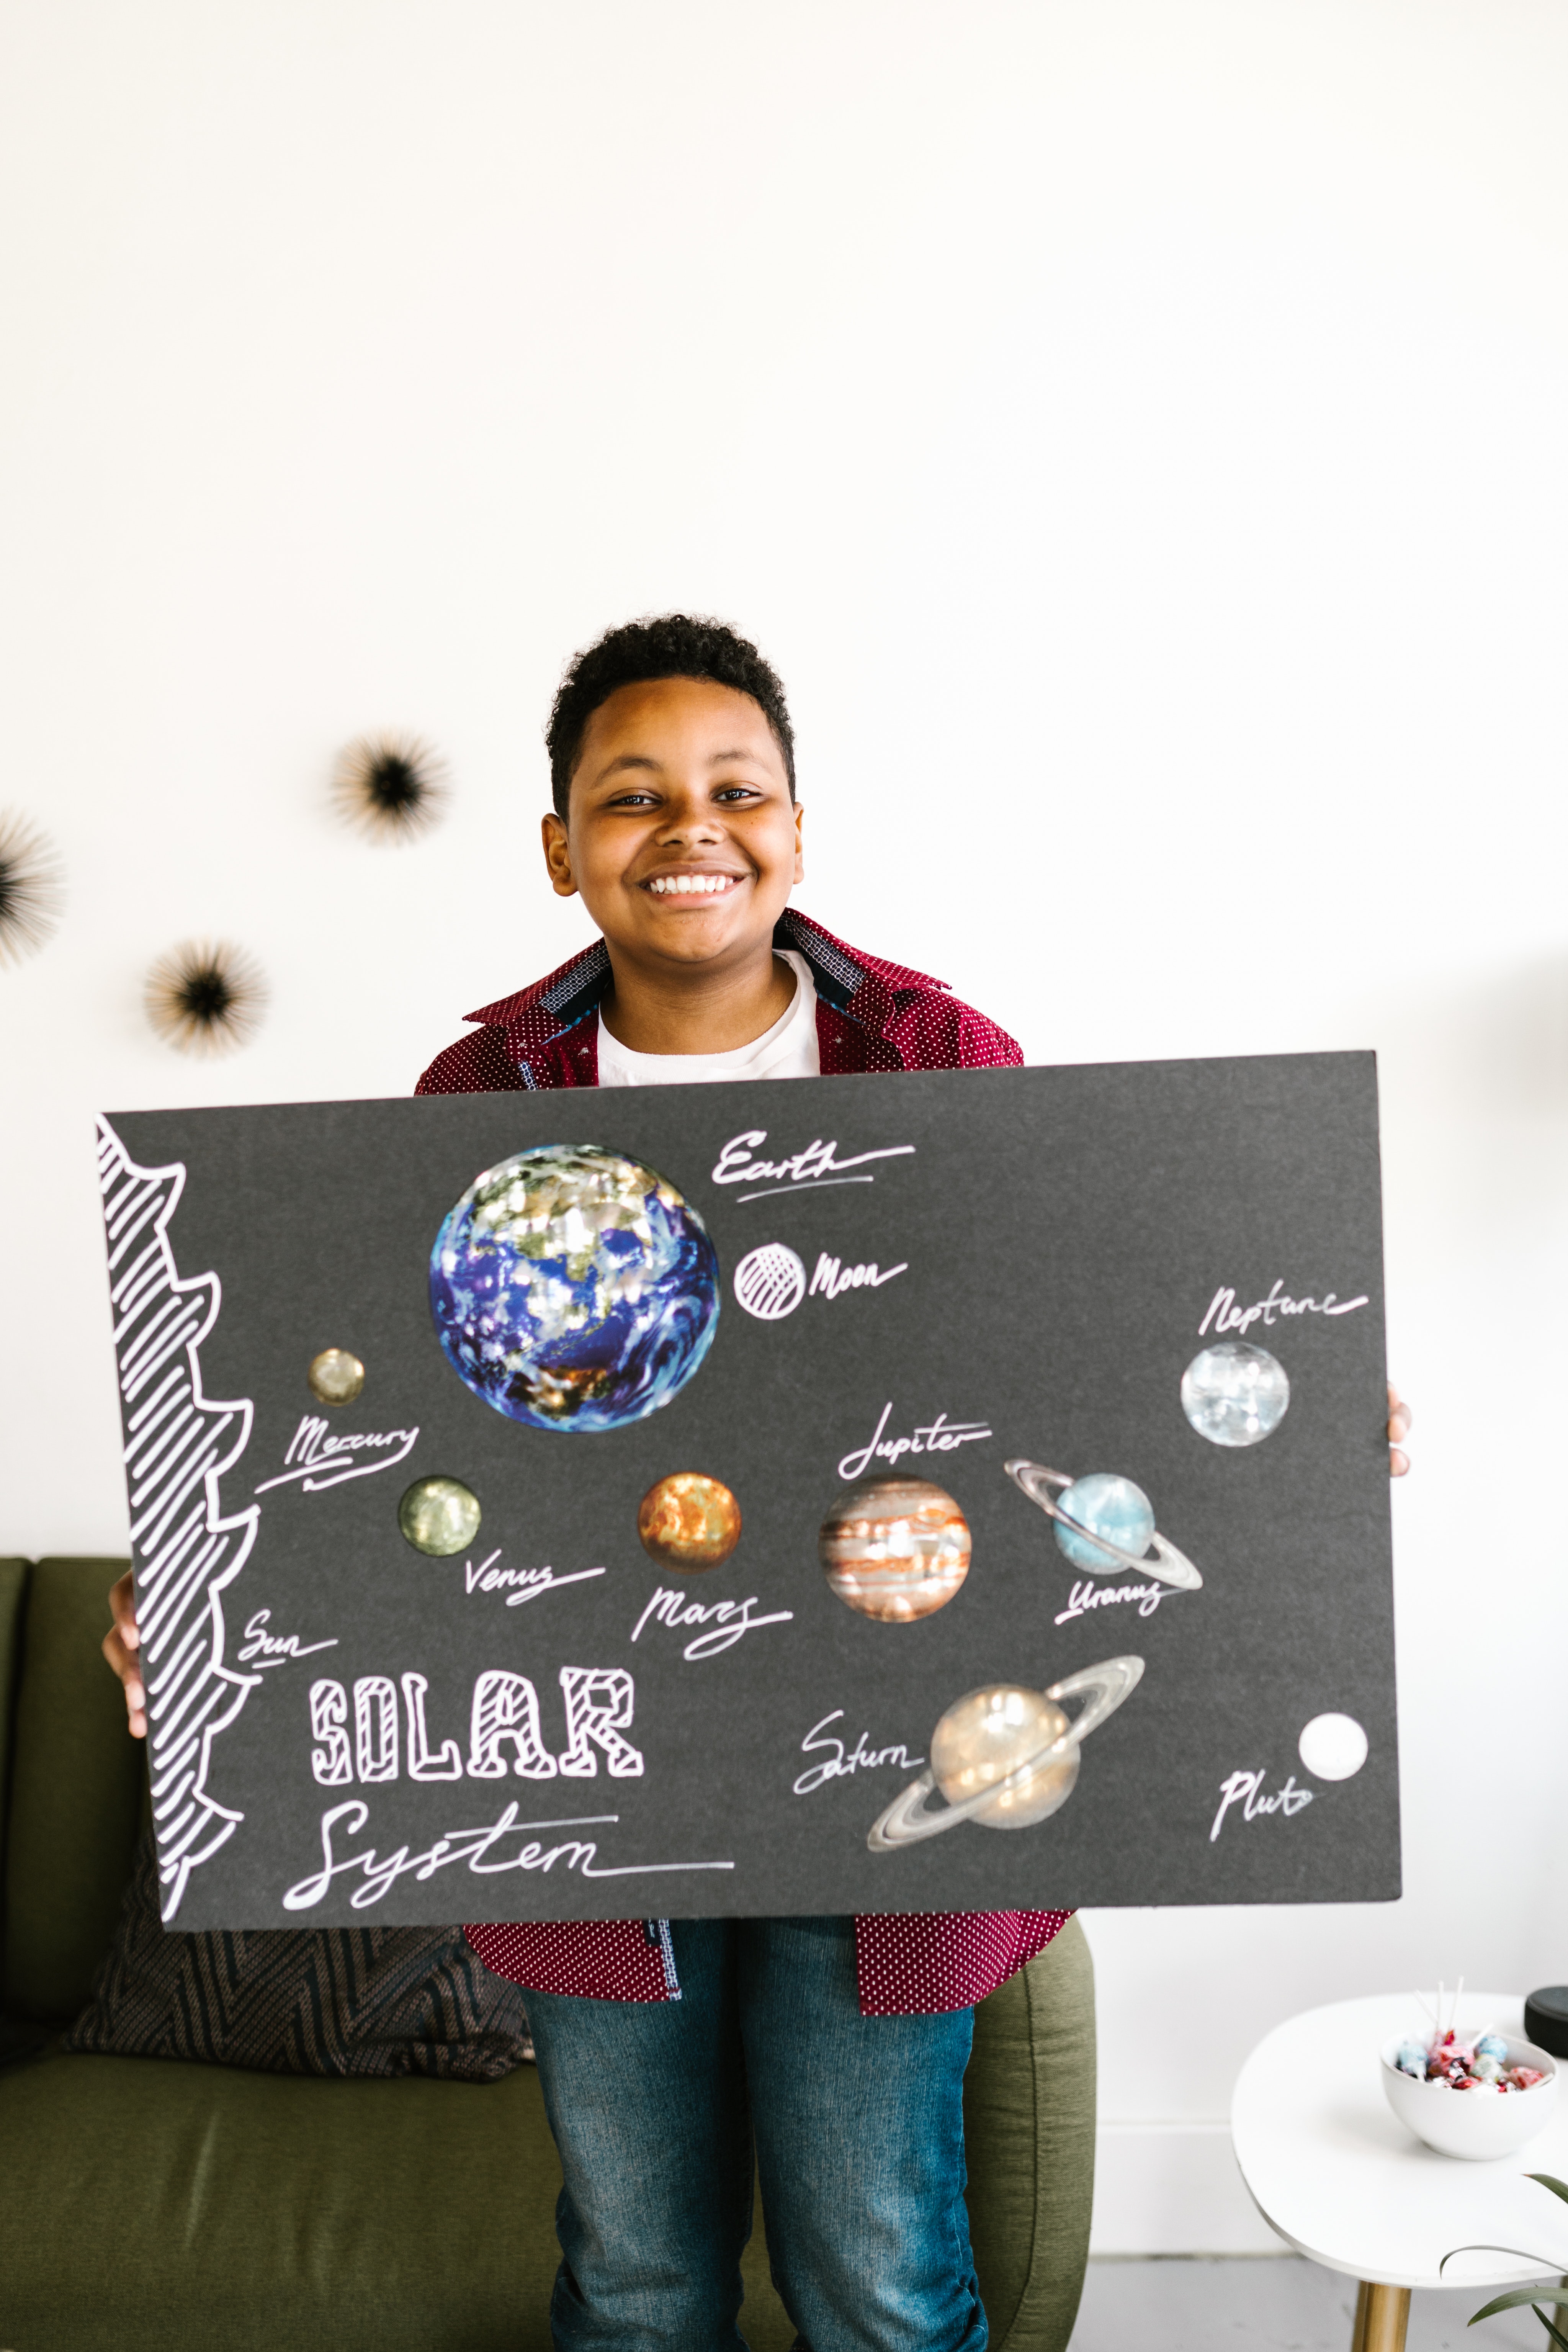 Earth
Moon
Neptune
Mercury
Jupiter
Venus
Mars
Uranus
Sun
SOLAR
System
Saturn
Pluto